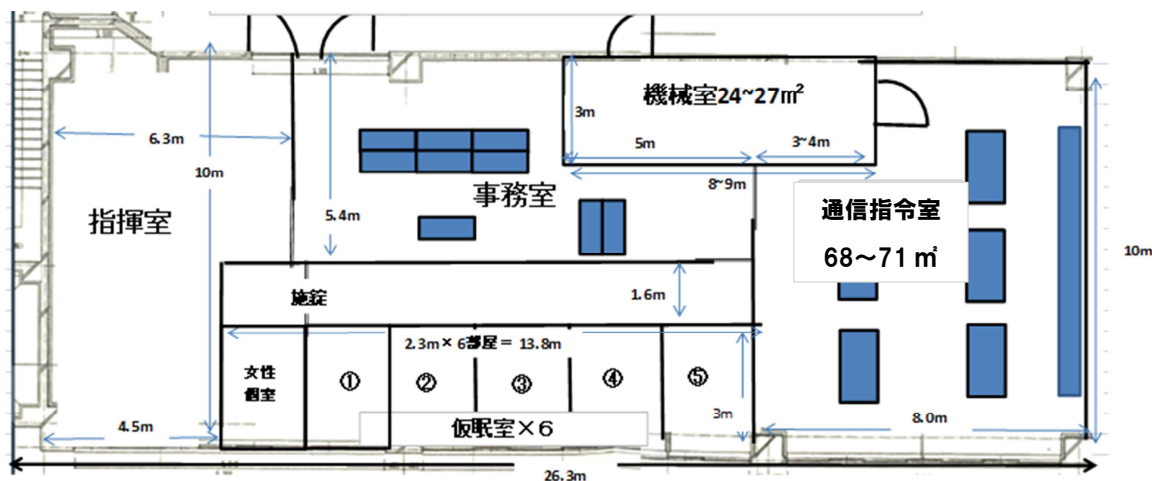 機械室24~27㎡
3m
6.3m
5m
3~4m
10m
8~9m
事務室
指揮室
5.4m
通信指令室
68～71 ㎡
10m
施錠
1.6m
2.3m × 6部屋＝ 13.8m
女性
個室
①
②
③
④
⑤
3m
仮眠室×６
4.5m
8.0m
26.3m